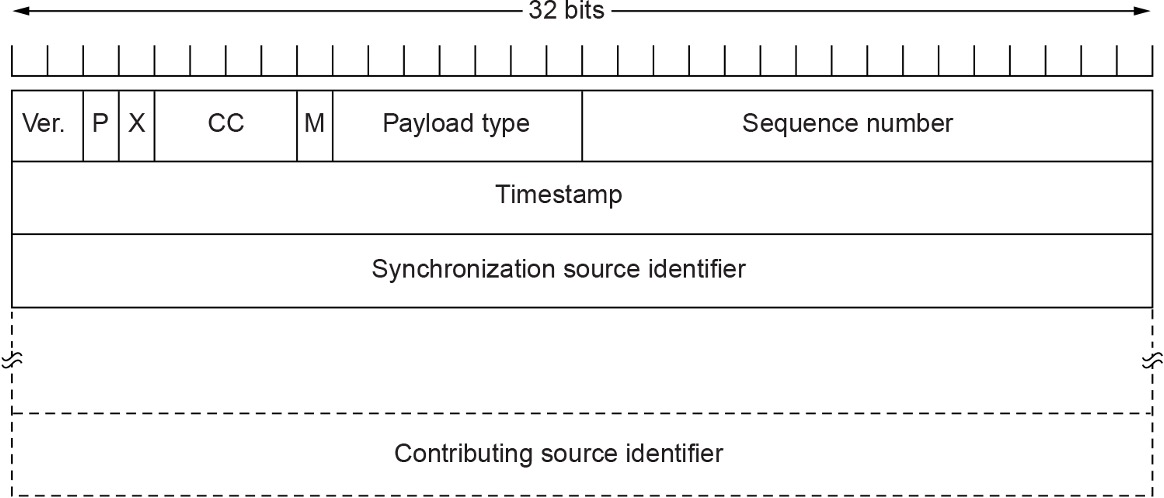 32 bits
Ver. P X CC M Payload type Sequence number
Timestamp
Synchronization source identifier
Contributing source identifier